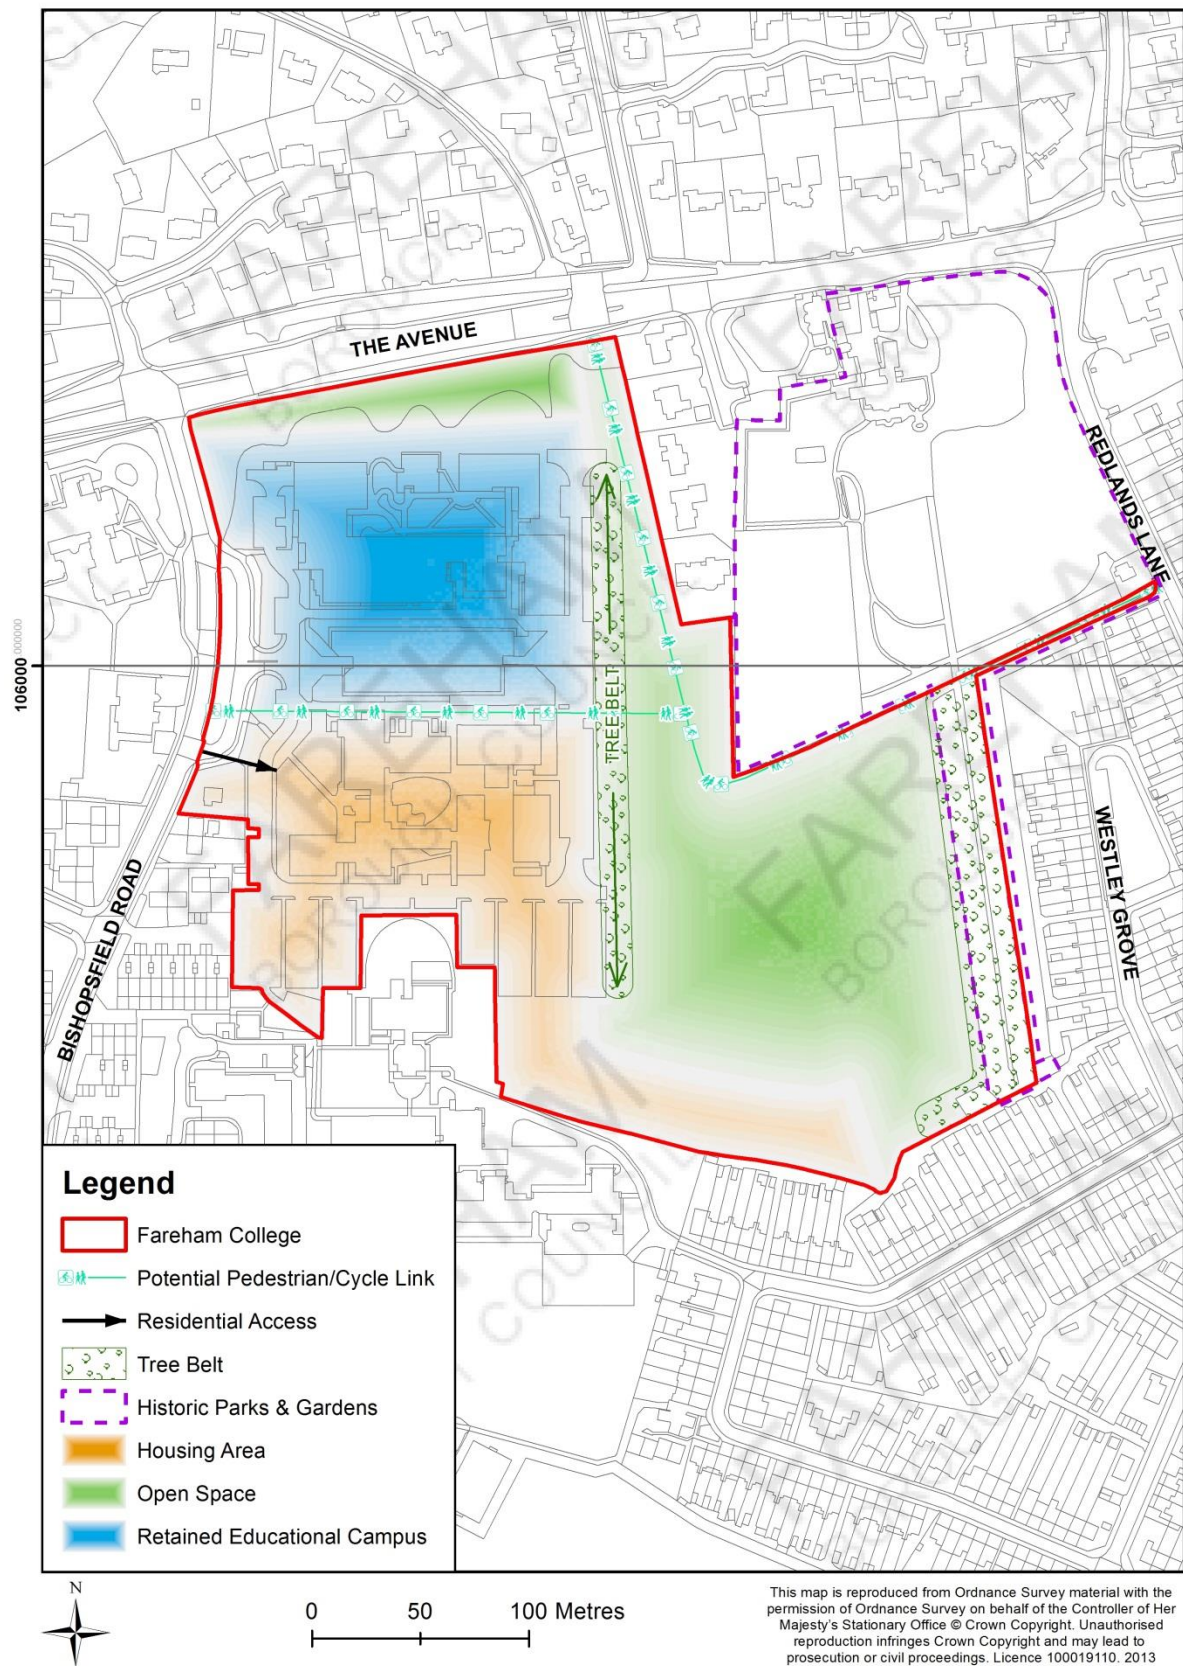 THE AVENUE
REDLANDS LANE
106000.000000
TREE BELT
WESTLEY GROVE
BISHOPSFIELD ROAD
FAREHAM
BOROUGH COUNCIL
Legend
Fareham College
Potential Pedestrian/Cycle Link
Residential Access
Tree Belt
Historic Parks & Gardens
Housing Area
Open Space
Retained Educational Campus
N
0 50 100 Metres
This map is reproduced from Ordnance Survey material with the
permission of Ordnance Survey on behalf of the Controller of Her
Majesty's Stationary Office © Crown Copyright. Unauthorised
reproduction infringes Crown Copyright and may lead to
prosecution or civil proceedings. Licence 100019110. 2013